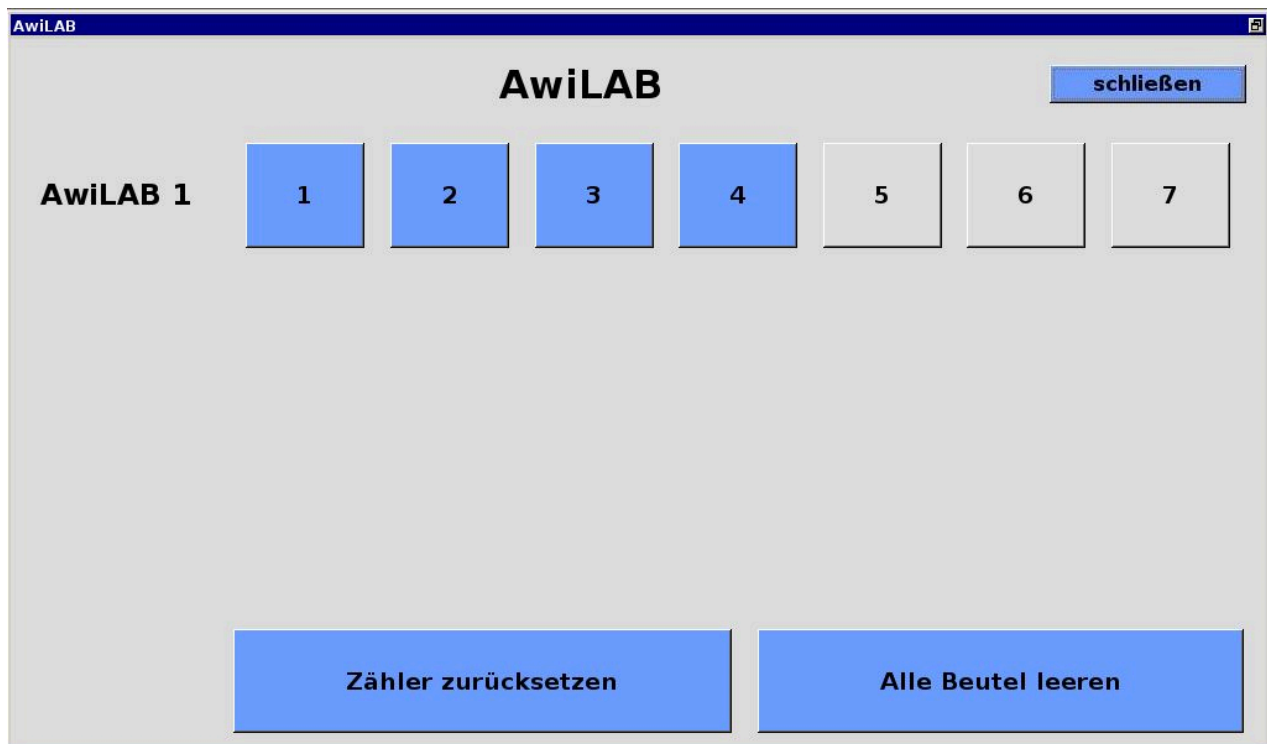 AwiLAB
AwiLAB
schließen
AwiLAB 1
1
2
3
4
5
6
7
Zähler zurücksetzen
Alle Beutel leeren